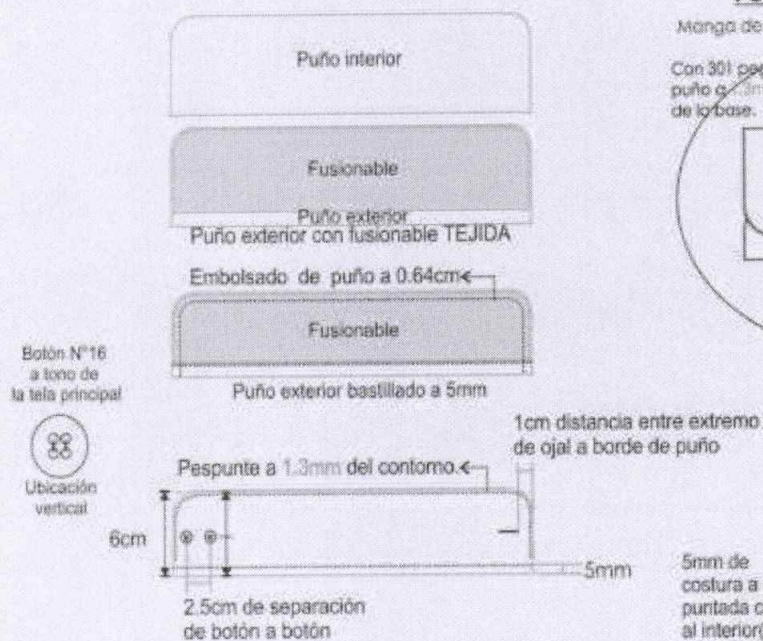 Puño interior
Fusionable
Puño exterior
Puño exterior con fusionable TEJIDA
Embolsado de puño a 0.64cm
Fusionable
Puño exterior bastillado a 5mm
Botón N°16
a tono de
la tela principal
Ubicación
vertical
Pespunte a 1.3mm del contorno
1cm distancia entre extremo
de ojal a borde de puño
6cm
5mm
2.5cm de separación
de botón a botón
Manga de
Con 301
puño a
de la base.
5mm de
costura a
puntada
al interior